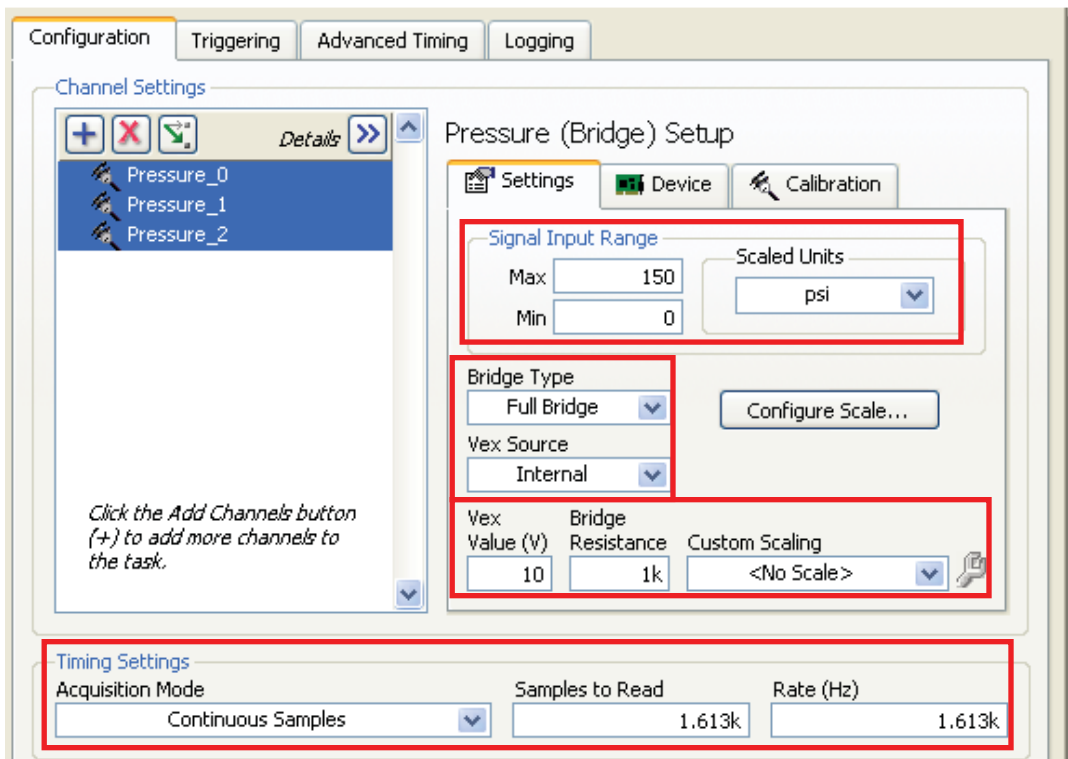 Configuration
Triggering
Advanced Timing
Logging
Channel Settings
Details
Pressure_0
Pressure_1
Pressure_2
Click the Add Channels button
(+) to add more channels to
the task.
Pressure (Bridge) Setup
Settings
Device
Calibration
Signal Input Range
Max 150
Min 0
Scaled Units
psi
Bridge Type
Full Bridge
Configure Scale...
Vex Source
Internal
Vex
Value (V)
10
Bridge
Resistance
1k
Custom Scaling
<No Scale>
Timing Settings
Acquisition Mode
Continuous Samples
Samples to Read
1.613k
Rate (Hz)
1.613k